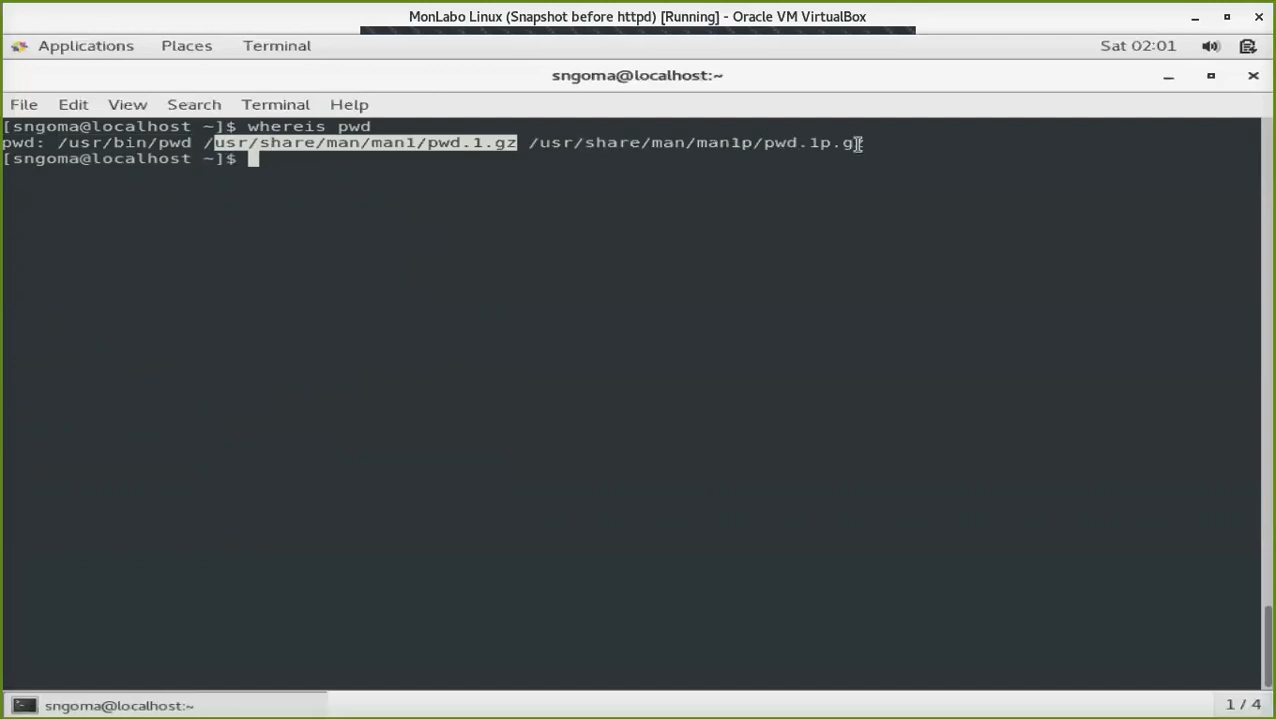 MonLabo Linux (Snapshot before httpd) [Running] - Oracle VM VirtualBox
Applications Places Terminal Sat 02:01
sngoma@localhost:~
File Edit View Search Terminal Help
[sngoma@localhost ~]$ whereis pwd
pwd: /usr/bin/pwd /usr/share/man/man1/pwd.1.gz /usr/share/man/man1p/pwd.1p.gz
[sngoma@localhost ~]$
sngoma@localhost:~ 1 / 4